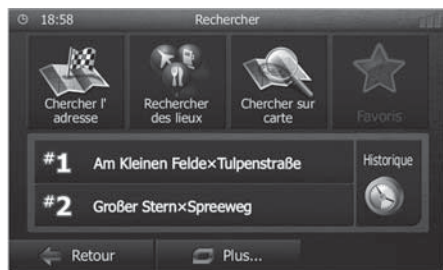 18:58 Rechercher
Chercher l'
adresse
Rechercher
des lieux
Chercher sur
carte
Favoris
#1 Am Kleinen Felde×Tulpenstraße
#2 Großer Stern×Spreeweg
Historique
Retour
Plus...